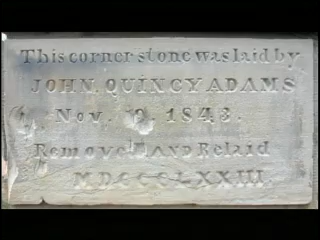 This corner stone was laid by
JOHN QUINCY ADAMS
Nov. 9. 1843.
Removed AND Relaid
MDCCCLXXIII